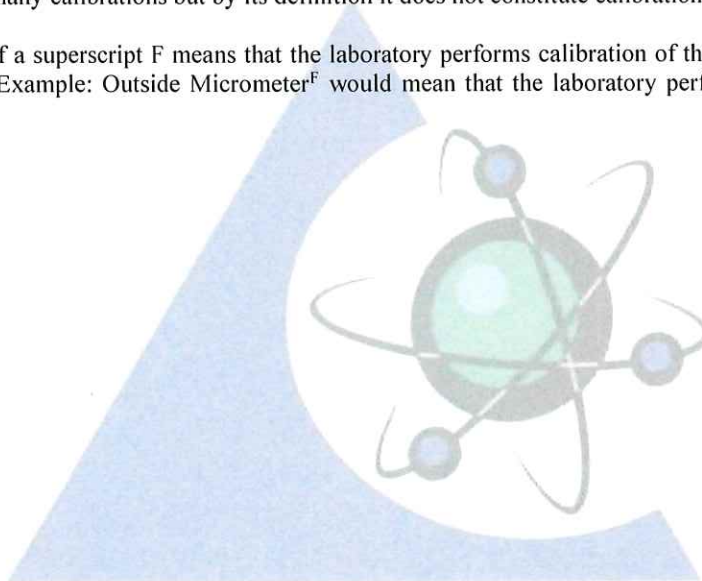 many calibrations but by its definition it does not constitute calibration
f a superscript F means that the laboratory performs calibration of th
Example: Outside Micrometerᶠ would mean that the laboratory perf